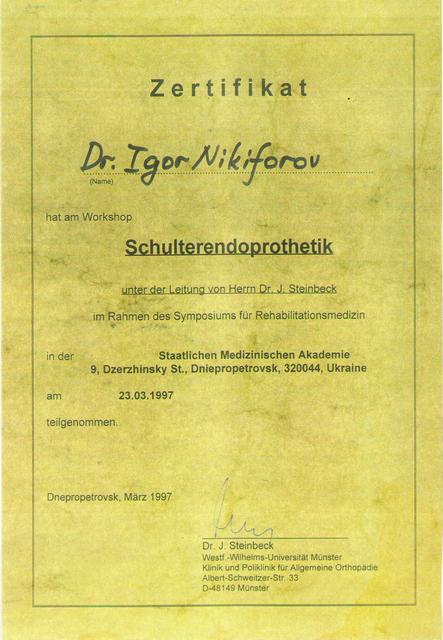 Zertifikat
Dr. Igor Nikiforov
(Name)
hat am Workshop
Schulterendoprothetik
unter der Leitung von Herrn Dr. J. Steinbeck
im Rahmen des Symposiums für Rehabilitationsmedizin
in der Staatlichen Medizinischen Akademie
9, Dzerzhinsky St., Dniepropetrovsk, 320044, Ukraine
am 23.03.1997
teilgenommen.
Dnepropetrovsk, März 1997
Dr. J. Steinbeck
Westf.-Wilhelms-Universität Münster
Klinik und Poliklinik für Allgemeine Orthopädie
Albert-Schweitzer-Str. 33
D-48149 Münster